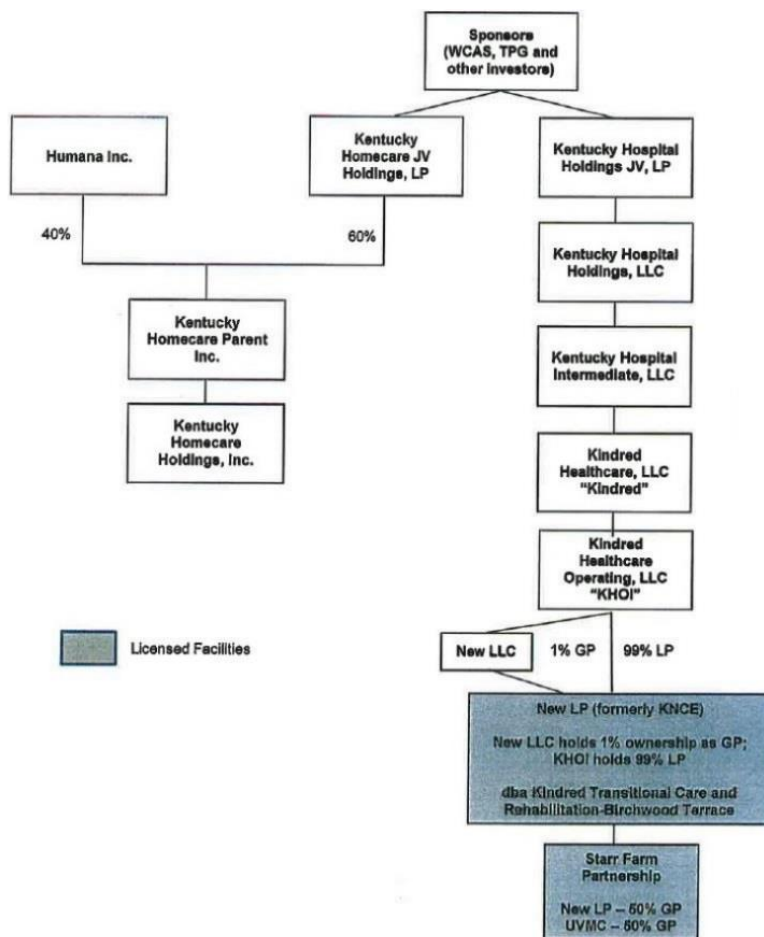 Sponsors
(WCAS, TPG and
other Investors)
Humana Inc.
Kentucky
Homecare JV
Holdings, LP
Kentucky Hospital
Holdings JV, LP
40%
60%
Kentucky Hospital
Holdings, LLC
Kentucky
Homecare Parent
Inc.
Kentucky Hospital
Intermediate, LLC
Kentucky
Homecare
Holdings, Inc.
Kindred
Healthcare, LLC
"Kindred"
Kindred
Healthcare
Operating, LLC
"KHOI"
Licensed Facilities
New LLC
1% GP
99% LP
New LP (formerly KNCE)
New LLC holds 1% ownership as GP;
KHOI holds 99% LP
dba Kindred Transitional Care and
Rehabilitation-Birchwood Terrace
Starr Farm
Partnership
New LP – 50% GP
UVMC – 50% GP